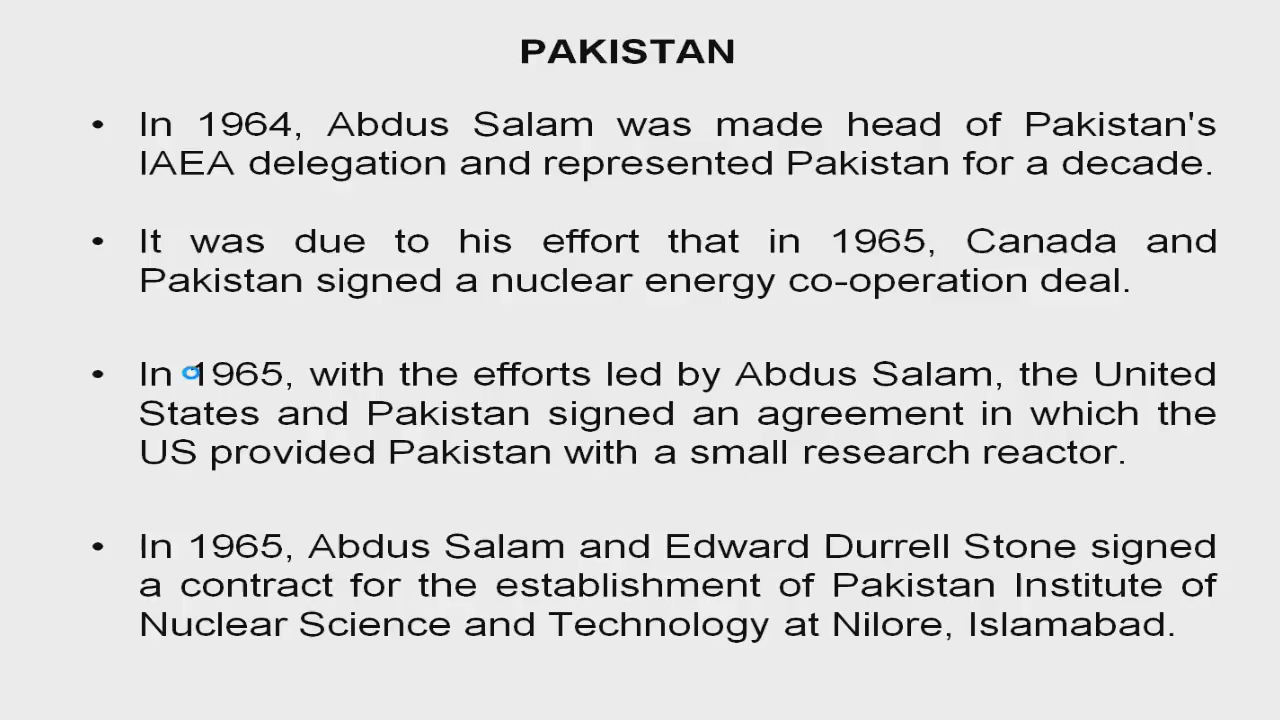 PAKISTAN
• In 1964, Abdus Salam was made head of Pakistan's
IAEA delegation and represented Pakistan for a decade.
• It was due to his effort that in 1965, Canada and
Pakistan signed a nuclear energy co-operation deal.
• In 1965, with the efforts led by Abdus Salam, the United
States and Pakistan signed an agreement in which the
US provided Pakistan with a small research reactor.
• In 1965, Abdus Salam and Edward Durrell Stone signed
a contract for the establishment of Pakistan Institute of
Nuclear Science and Technology at Nilore, Islamabad.